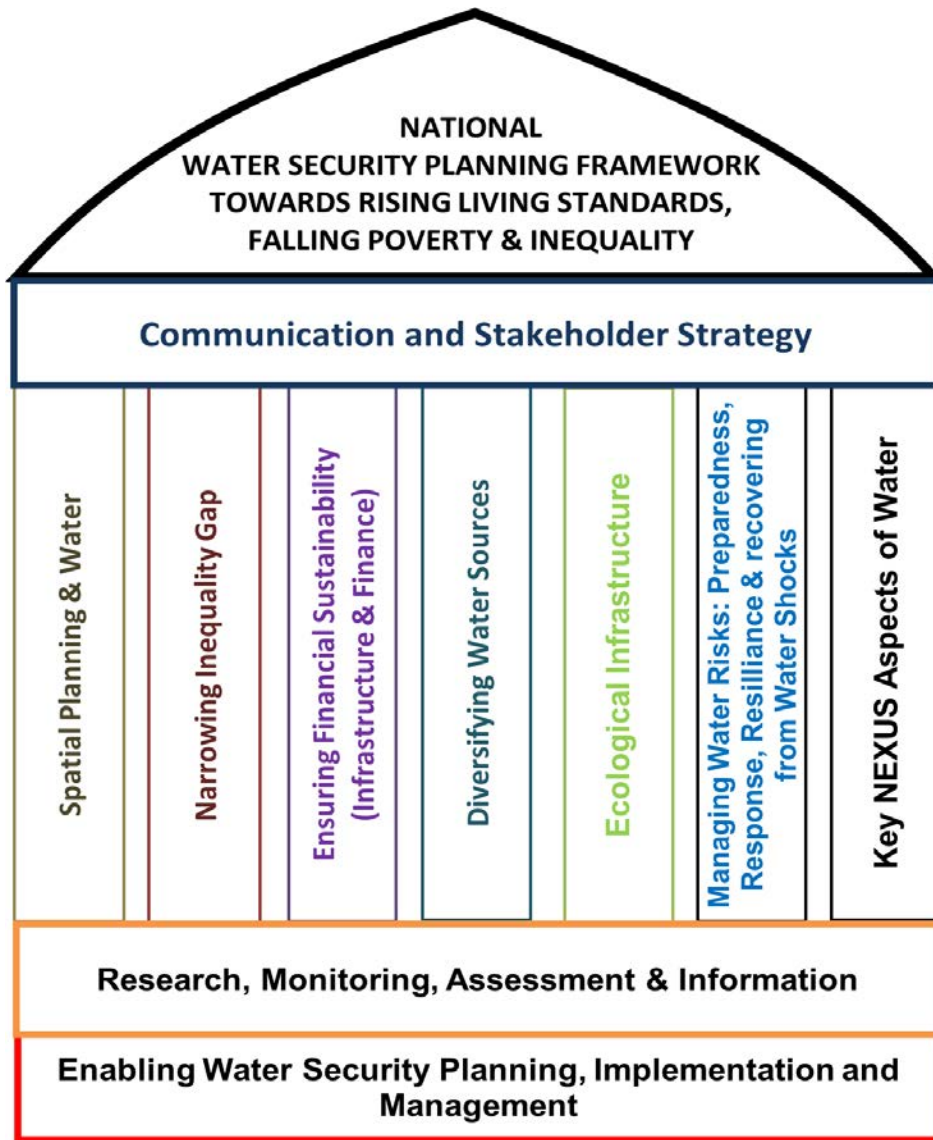 NATIONAL
WATER SECURITY PLANNING FRAMEWORK
TOWARDS RISING LIVING STANDARDS,
FALLING POVERTY & INEQUALITY
Communication and Stakeholder Strategy
Spatial Planning & Water
Narrowing Inequality Gap
Ensuring Financial Sustainability
(Infrastructure & Finance)
Diversifying Water Sources
Ecological Infrastructure
Managing Water Risks: Preparedness,
Response, Resilliance & recovering
from Water Shocks
Key NEXUS Aspects of Water
Research, Monitoring, Assessment & Information
Enabling Water Security Planning, Implementation and
Management